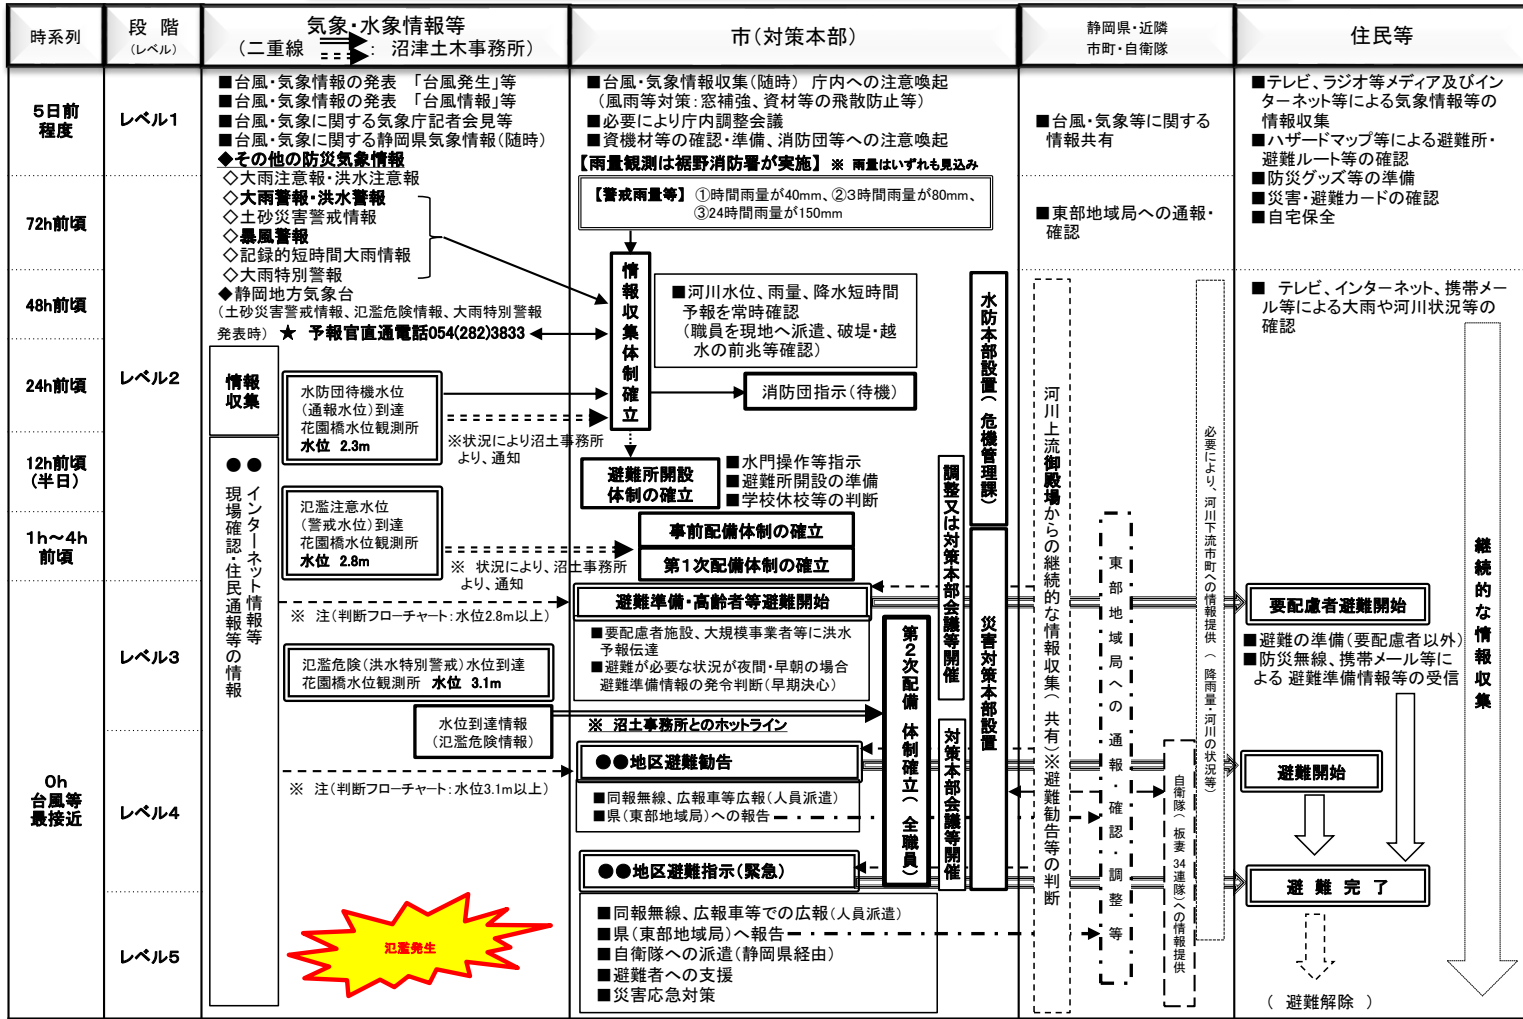 時系列
段 階
(レベル)
気象・水象情報等
(二重線 : 沼津土木事務所)
市(対策本部)
静岡県・近隣
市町・自衛隊
住民等
5日前
程度
レベル1
■台風・気象情報の発表 「台風発生」等
■台風・気象情報の発表 「台風情報」等
■台風・気象に関する気象庁記者会見等
■台風・気象に関する静岡県気象情報(随時)
◆その他の防災気象情報
◇大雨注意報・洪水注意報
◇大雨警報・洪水警報
◇土砂災害警戒情報
◇暴風警報
◇記録的短時間大雨情報
◇大雨特別警報
◆静岡地方気象台
(土砂災害警戒情報、氾濫危険情報、大雨特別警報
発表時) ★ 予報官直通電話054(282)3833
■台風・気象情報収集(随時) 庁内への注意喚起
(風雨等対策:窓補強、資材等の飛散防止等)
■必要により庁内調整会議
■資機材等の確認・準備、消防団等への注意喚起
【雨量観測は裾野消防署が実施】 ※ 雨量はいずれも見込み
【警戒雨量等】 ①時間雨量が40mm、②3時間雨量が80mm、
③24時間雨量が150mm
■台風・気象等に関する
情報共有
■東部地域局への通報・
確認
■テレビ、ラジオ等メディア及びイン
ターネット等による気象情報等の
情報収集
■ハザードマップ等による避難所・
避難ルート等の確認
■防災グッズ等の準備
■災害・避難カードの確認
■自宅保全
72h前頃
48h前頃
24h前頃
レベル2
12h前頃
(半日)
1h～4h
前頃
情報収集体制確立
■河川水位、雨量、降水短時間
予報を常時確認
(職員を現地へ派遣、破堤・越
水の前兆等確認)
水防本部設置(危機管理課)
■ テレビ、インターネット、携帯メー
ル等による大雨や河川状況等の
確認
情報
収集
水防団待機水位
(通報水位)到達
花園橋水位観測所
水位 2.3m
消防団指示(待機)
※状況により沼土事務所
より、通知
避難所開設
体制の確立
■水門操作等指示
■避難所開設の準備
■学校休校等の判断
●●
インターネット情報等
現場確認・住民通報等の情報
氾濫注意水位
(警戒水位)到達
花園橋水位観測所
水位 2.8m
※ 状況により、沼土事務所
より、通知
事前配備体制の確立
第1次配備体制の確立
調整又は対策本部会議等開催
河川上流御殿場からの継続的な情報収集(共有)※避難勧告等の判断
東部地域局への通報・確認・調整等
必要により、河川下流市町への情報提供(降雨量・河川の状況等)
継続的な情報収集
レベル3
※ 注(判断フローチャート:水位2.8m以上)
避難準備・高齢者等避難開始
■要配慮者施設、大規模事業者等に洪水
予報伝達
■避難が必要な状況が夜間・早朝の場合
避難準備情報の発令判断(早期決心)
第2次配備 体制確立(全職員)
災害対策本部設置
要配慮者避難開始
■避難の準備(要配慮者以外)
■防災無線、携帯メール等に
よる 避難準備情報等の受信
氾濫危険(洪水特別警戒)水位到達
花園橋水位観測所 水位 3.1m
水位到達情報
(氾濫危険情報)
※ 沼土事務所とのホットライン
0h
台風等
最接近
レベル4
●●地区避難勧告
※ 注(判断フローチャート:水位3.1m以上)
■同報無線、広報車等広報(人員派遣)
■県(東部地域局)への報告
対策本部会議等開催
自衛隊(板妻34連隊)への情報提供
避難開始
●●地区避難指示(緊急)
避 難 完 了
レベル5
氾濫発生
■同報無線、広報車等での広報(人員派遣)
■県(東部地域局)へ報告
■自衛隊への派遣(静岡県経由)
■避難者への支援
■災害応急対策
( 避難解除 )